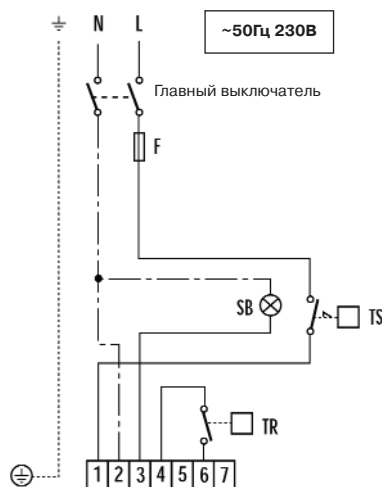 N L
~50Гц 230В
Главный выключатель
F
SB
TS
TR
1 2 3 4 5 6 7